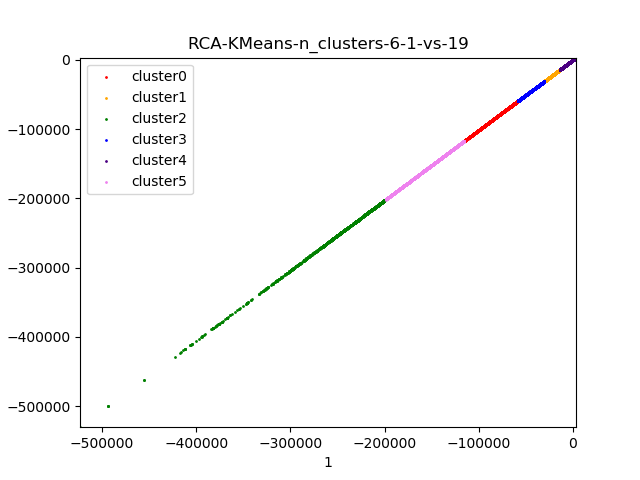 RCA-KMeans-n_clusters-6-1-vs-19
0
−100000
−200000
−300000
−400000
−500000
cluster0
cluster1
cluster2
cluster3
cluster4
cluster5
−500000 −400000 −300000 −200000 −100000 0
1